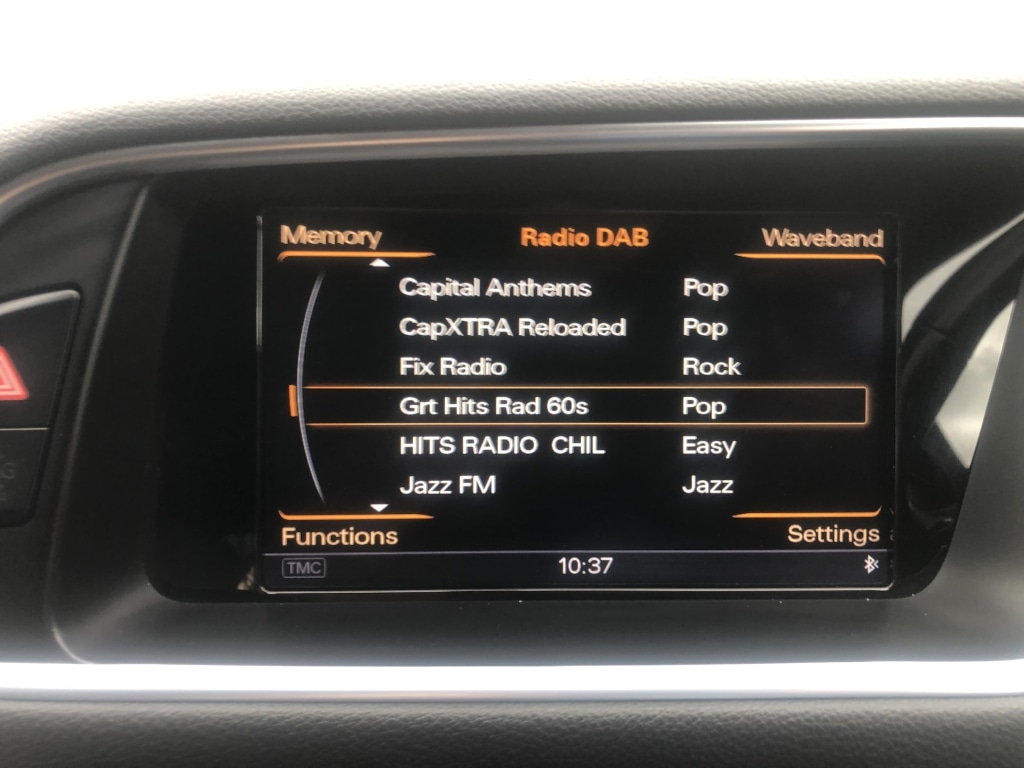 Memory Radio DAB Waveband
Capital Anthems Pop
CapXTRA Reloaded Pop
Fix Radio Rock
Grt Hits Rad 60s Pop
HITS RADIO  CHIL Easy
Jazz FM Jazz
Functions Settings
TMC 10:37